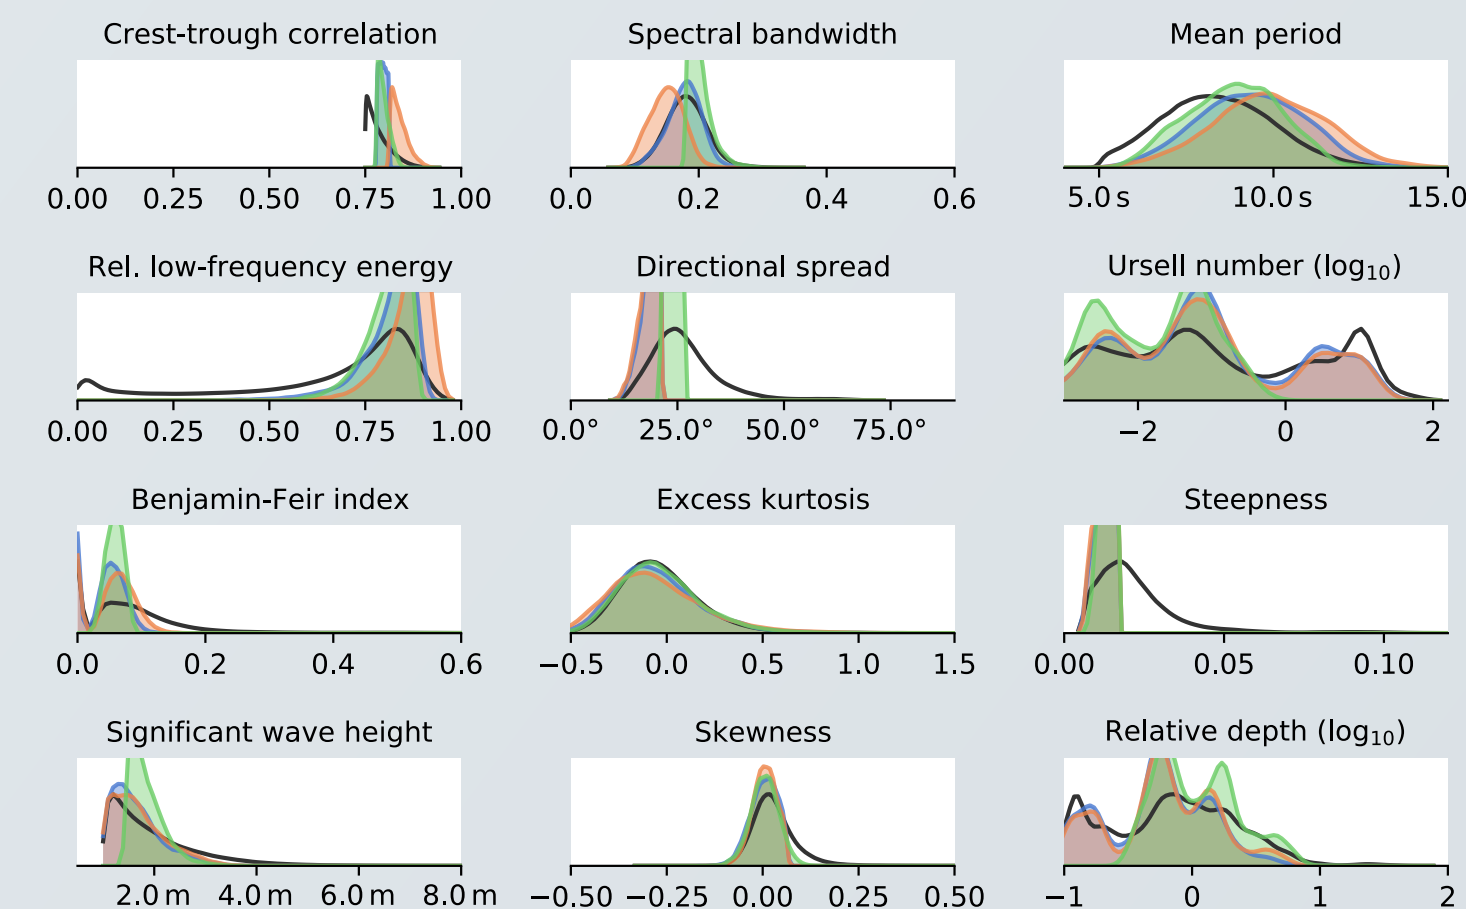 Crest-trough correlation Spectral bandwidth Mean period
0.00 0.25 0.50 0.75 1.00 0.0 0.2 0.4 0.6 5.0 s 10.0 s 15.0
Rel. low-frequency energy Directional spread Ursell number (log₁₀)
0.00 0.25 0.50 0.75 1.00 0.0° 25.0° 50.0° 75.0° −2 0 2
Benjamin-Feir index Excess kurtosis Steepness
0.0 0.2 0.4 0.6 −0.5 0.0 0.5 1.0 1.5 0.00 0.05 0.10
Significant wave height Skewness Relative depth (log₁₀)
2.0 m 4.0 m 6.0 m 8.0 m −0.50 −0.25 0.00 0.25 0.50 −1 0 1 2